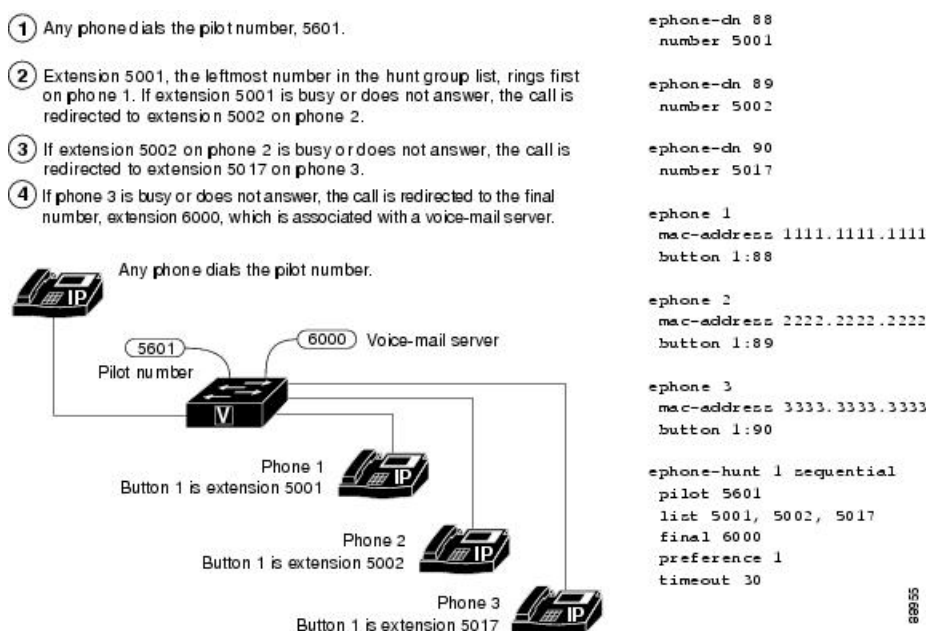 1 Any phone dials the pilot number, 5601.
2 Extension 5001, the leftmost number in the hunt group list, rings first
on phone 1. If extension 5001 is busy or does not answer, the call is
redirected to extension 5002 on phone 2.
3 If extension 5002 on phone 2 is busy or does not answer, the call is
redirected to extension 5017 on phone 3.
4 If phone 3 is busy or does not answer, the call is redirected to the final
number, extension 6000, which is associated with a voice-mail server.
Any phone dials the pilot number.
IP
5601
Pilot number
6000 Voice-mail server
V
Phone 1
Button 1 is extension 5001
IP
Phone 2
Button 1 is extension 5002
IP
Phone 3
Button 1 is extension 5017
IP
ephone-dn 88
number 5001
ephone-dn 89
number 5002
ephone-dn 90
number 5017
ephone 1
mac-address 1111.1111.1111
button 1:88
ephone 2
mac-address 2222.2222.2222
button 1:89
ephone 3
mac-address 3333.3333.3333
button 1:90
ephone-hunt 1 sequential
pilot 5601
list 5001, 5002, 5017
final 6000
preference 1
timeout 30
88955